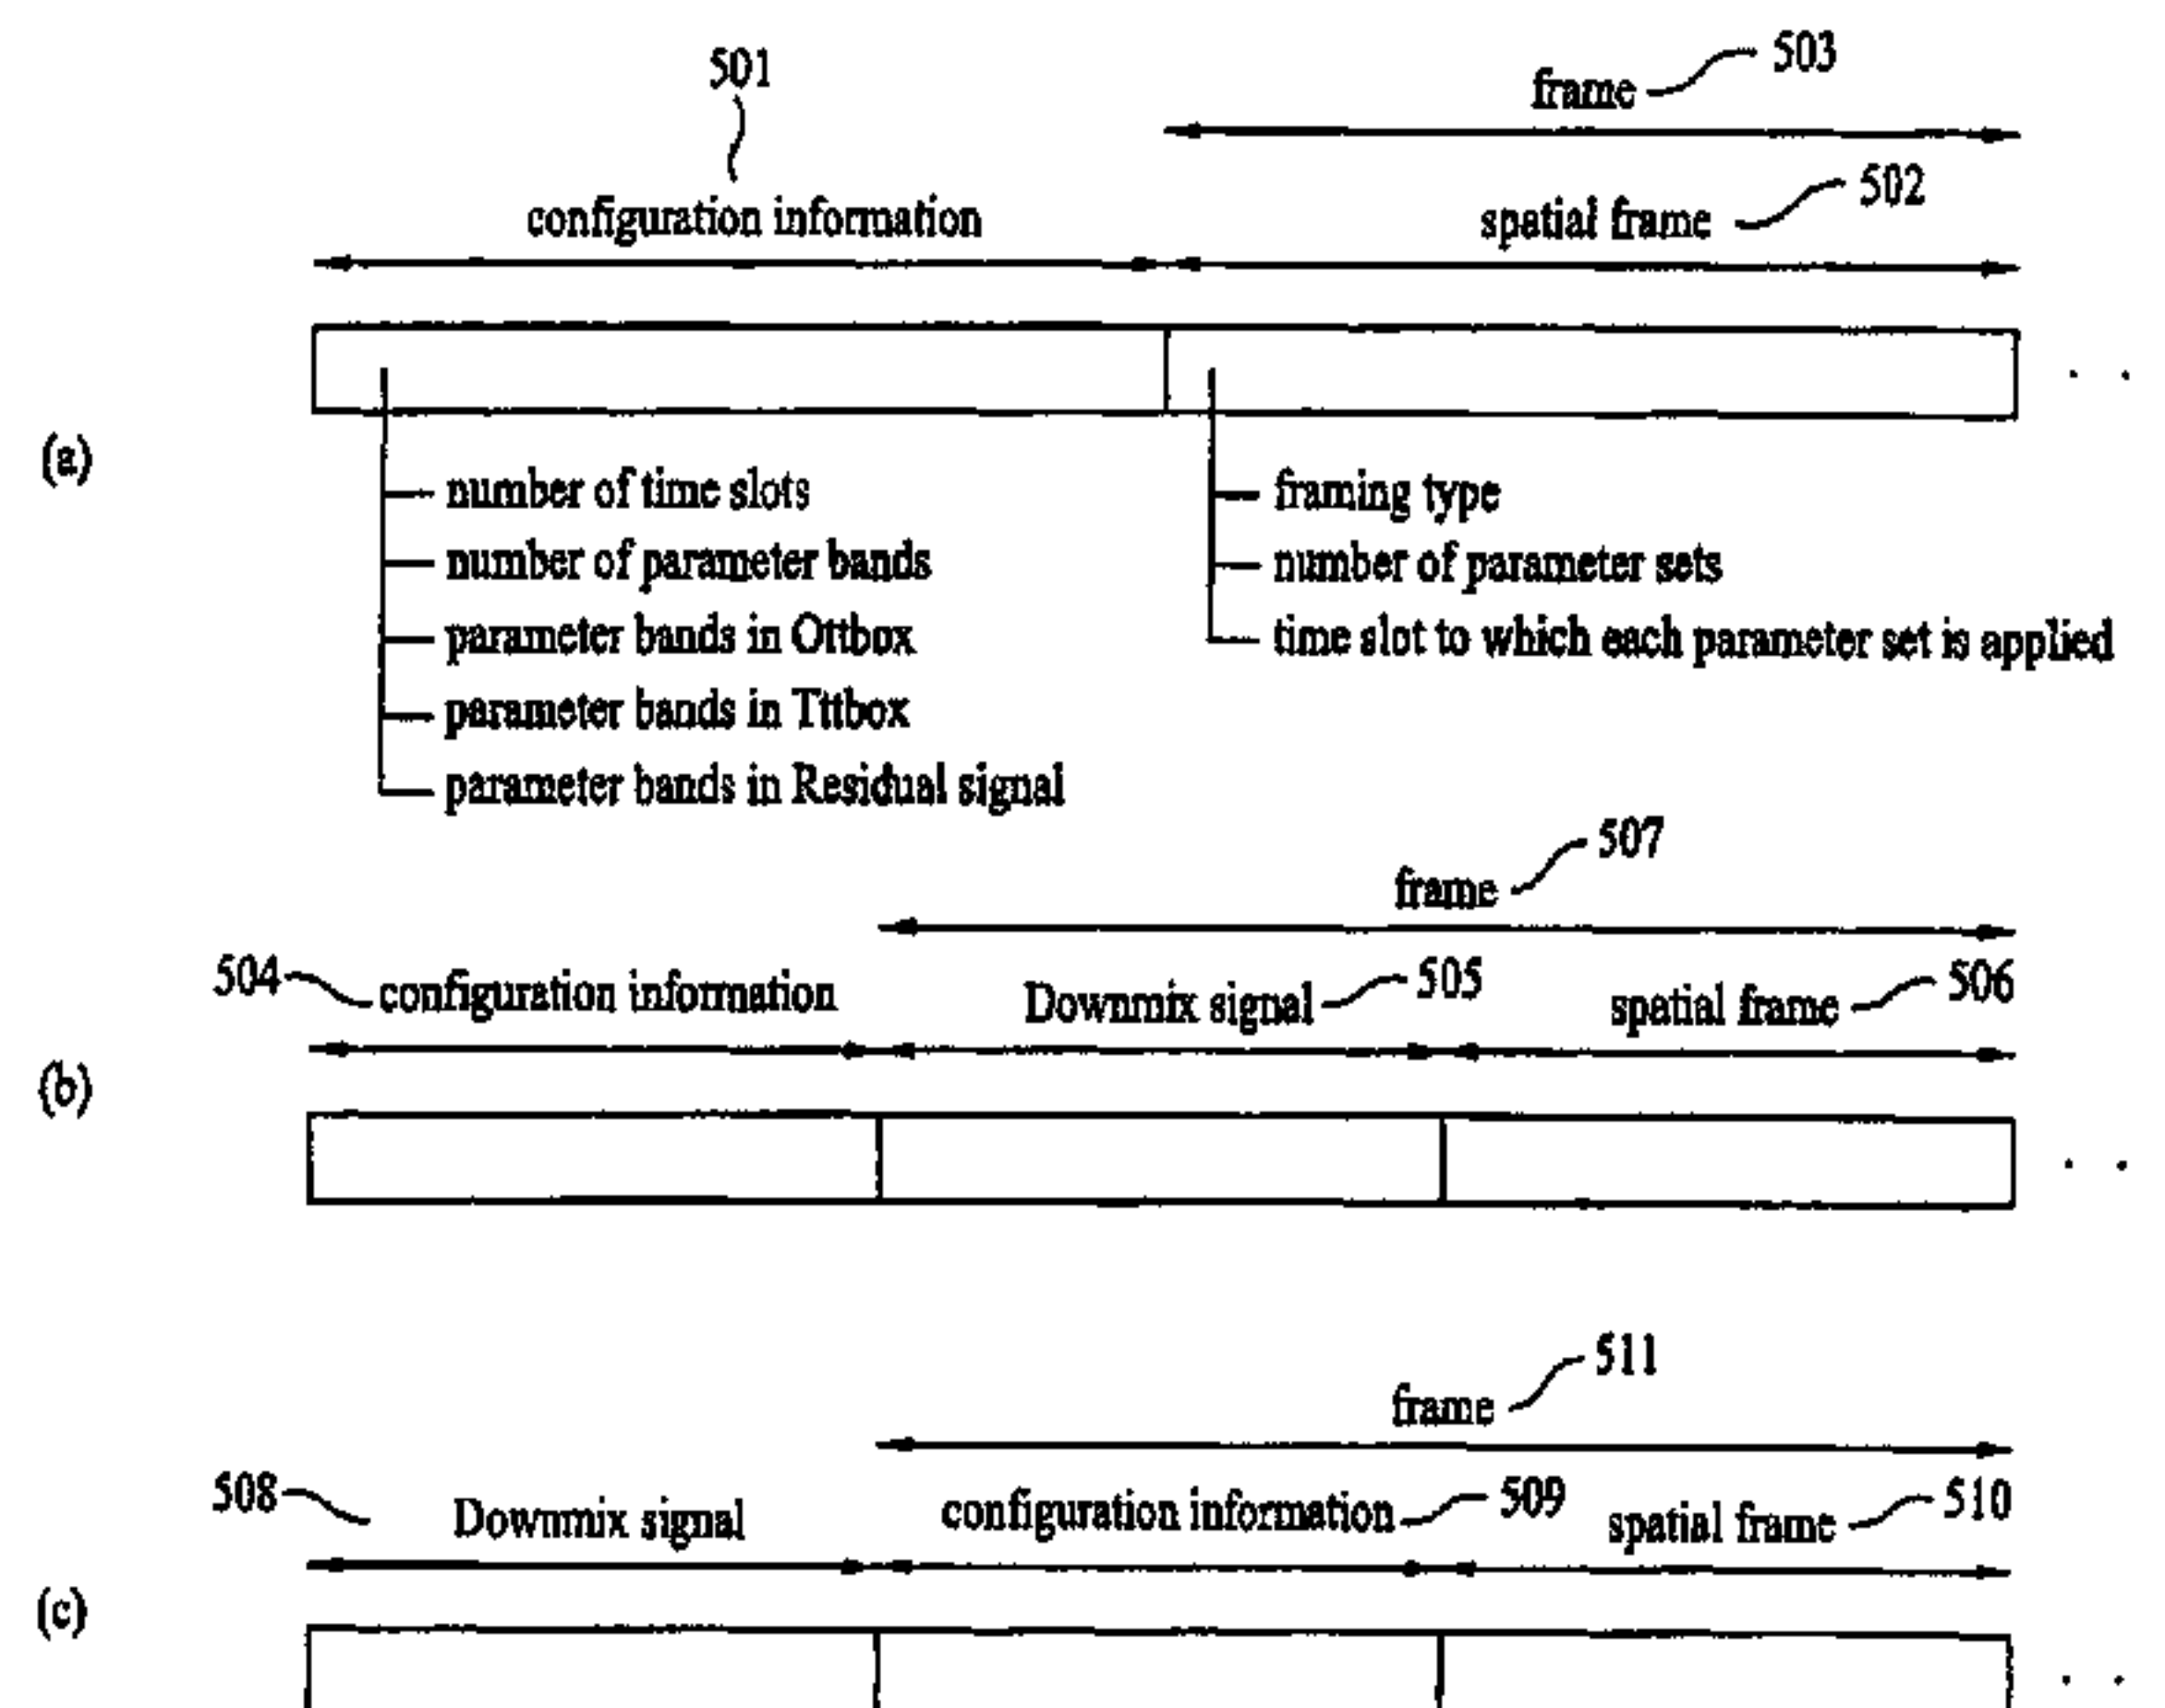 501
frame 503
configuration information
spatial frame 502
(a)
number of time slots
number of parameter bands
parameter bands in Ottbox
parameter bands in Tttbox
parameter bands in Residual signal
framing type
number of parameter sets
time slot to which each parameter set is applied
frame 507
504 configuration information
Downmix signal 505
spatial frame 506
(b)
frame 511
508 Downmix signal
configuration information 509
spatial frame 510
(c)